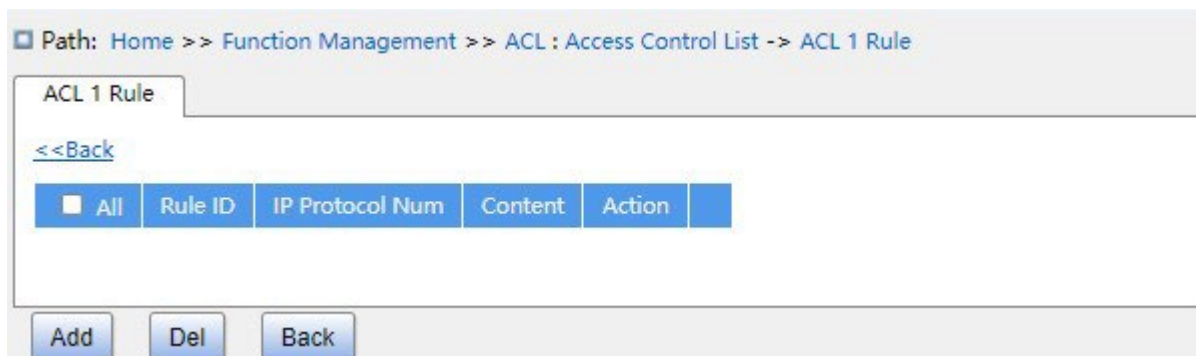 Path: Home >> Function Management >> ACL : Access Control List -> ACL 1 Rule
ACL 1 Rule
<<Back
All Rule ID IP Protocol Num Content Action
Add Del Back